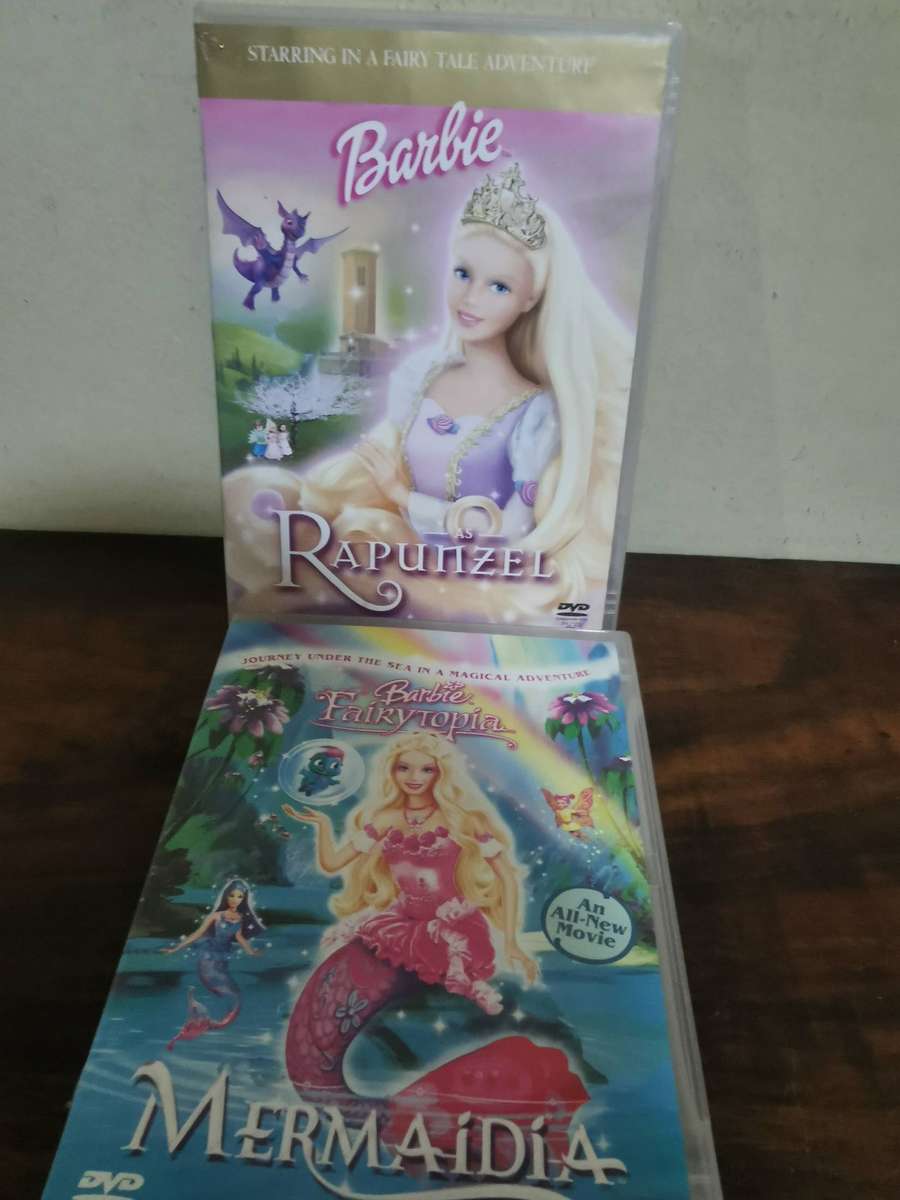 STARRING IN A FAIRY TALE ADVENTURE
Barbie
AS
RAPUNZEL
DVD
JOURNEY UNDER THE SEA IN A MAGICAL ADVENTURE
Barbie
FAIRYTOPIA
An
All-New
Movie
MERMAIDIA
DVD